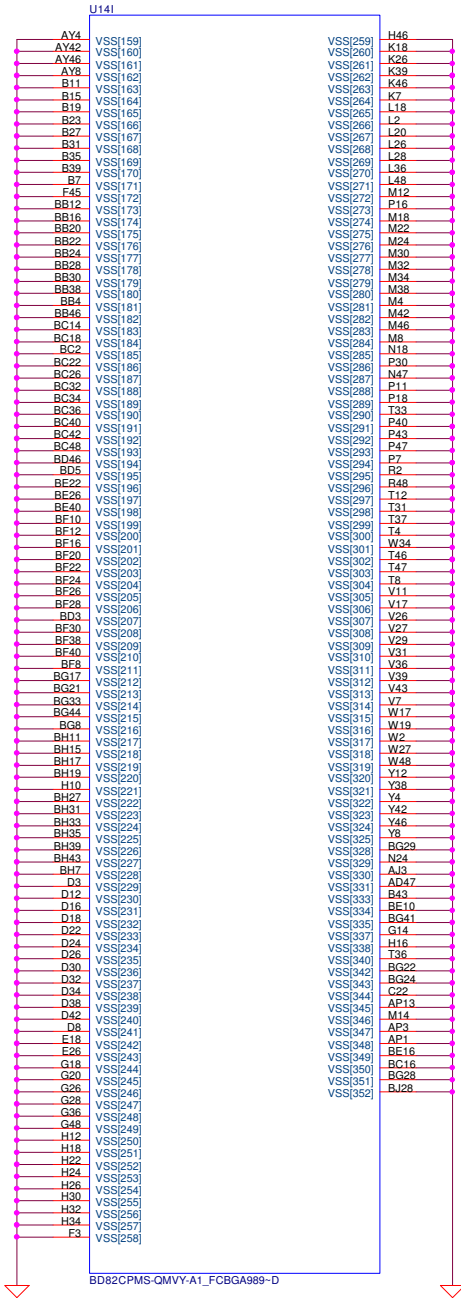 U14I
AY4 VSS[159] VSS[259] H46
AY42 VSS[160] VSS[260] K18
AY46 VSS[161] VSS[261] K26
AY8 VSS[162] VSS[262] K39
B11 VSS[163] VSS[263] K46
B15 VSS[164] VSS[264] K7
B19 VSS[165] VSS[265] L18
B23 VSS[166] VSS[266] L2
B27 VSS[167] VSS[267] L20
B31 VSS[168] VSS[268] L26
B35 VSS[169] VSS[269] L28
B39 VSS[170] VSS[270] L36
B7 VSS[171] VSS[271] L48
F45 VSS[172] VSS[272] M12
BB12 VSS[173] VSS[273] P16
BB16 VSS[174] VSS[274] M18
BB20 VSS[175] VSS[275] M22
BB22 VSS[176] VSS[276] M24
BB24 VSS[177] VSS[277] M30
BB28 VSS[178] VSS[278] M32
BB30 VSS[179] VSS[279] M34
BB38 VSS[180] VSS[280] M38
BB4 VSS[181] VSS[281] M4
BB46 VSS[182] VSS[282] M42
BC14 VSS[183] VSS[283] M46
BC18 VSS[184] VSS[284] M8
BC2 VSS[185] VSS[285] N18
BC22 VSS[186] VSS[286] P30
BC26 VSS[187] VSS[287] N47
BC32 VSS[188] VSS[288] P11
BC34 VSS[189] VSS[289] P18
BC36 VSS[190] VSS[290] T33
BC40 VSS[191] VSS[291] P40
BC42 VSS[192] VSS[292] P43
BC48 VSS[193] VSS[293] P47
BD46 VSS[194] VSS[294] P7
BD5 VSS[195] VSS[295] R2
BE22 VSS[196] VSS[296] R48
BE26 VSS[197] VSS[297] T12
BE40 VSS[198] VSS[298] T31
BF10 VSS[199] VSS[299] T37
BF12 VSS[200] VSS[300] T4
BF16 VSS[201] VSS[301] W34
BF20 VSS[202] VSS[302] T46
BF22 VSS[203] VSS[303] T47
BF24 VSS[204] VSS[304] T8
BF26 VSS[205] VSS[305] V11
BF28 VSS[206] VSS[306] V17
BD3 VSS[207] VSS[307] V26
BF30 VSS[208] VSS[308] V27
BF38 VSS[209] VSS[309] V29
BF40 VSS[210] VSS[310] V31
BF8 VSS[211] VSS[311] V36
BG17 VSS[212] VSS[312] V39
BG21 VSS[213] VSS[313] V43
BG33 VSS[214] VSS[314] V7
BG44 VSS[215] VSS[315] W17
BG8 VSS[216] VSS[316] W19
BH11 VSS[217] VSS[317] W2
BH15 VSS[218] VSS[318] W27
BH17 VSS[219] VSS[319] W48
BH19 VSS[220] VSS[320] Y12
H10 VSS[221] VSS[321] Y38
BH27 VSS[222] VSS[322] Y4
BH31 VSS[223] VSS[323] Y42
BH33 VSS[224] VSS[324] Y46
BH35 VSS[225] VSS[325] Y8
BH39 VSS[226] VSS[328] BG29
BH43 VSS[227] VSS[329] N24
BH7 VSS[228] VSS[330] AJ3
D3 VSS[229] VSS[331] AD47
D12 VSS[230] VSS[333] B43
D16 VSS[231] VSS[334] BE10
D18 VSS[232] VSS[335] BG41
D22 VSS[233] VSS[337] G14
D24 VSS[234] VSS[338] H16
D26 VSS[235] VSS[340] T36
D30 VSS[236] VSS[342] BG22
D32 VSS[237] VSS[343] BG24
D34 VSS[238] VSS[344] C22
D38 VSS[239] VSS[345] AP13
D42 VSS[240] VSS[346] M14
D8 VSS[241] VSS[347] AP3
E18 VSS[242] VSS[348] AP1
E26 VSS[243] VSS[349] BE16
G18 VSS[244] VSS[350] BC16
G20 VSS[245] VSS[351] BG28
G26 VSS[246] VSS[352] BJ28
G28 VSS[247]
G36 VSS[248]
G48 VSS[249]
H12 VSS[250]
H18 VSS[251]
H22 VSS[252]
H24 VSS[253]
H26 VSS[254]
H30 VSS[255]
H32 VSS[256]
H34 VSS[257]
F3 VSS[258]
BD82CPMS-QMVY-A1_FCBGA989~D